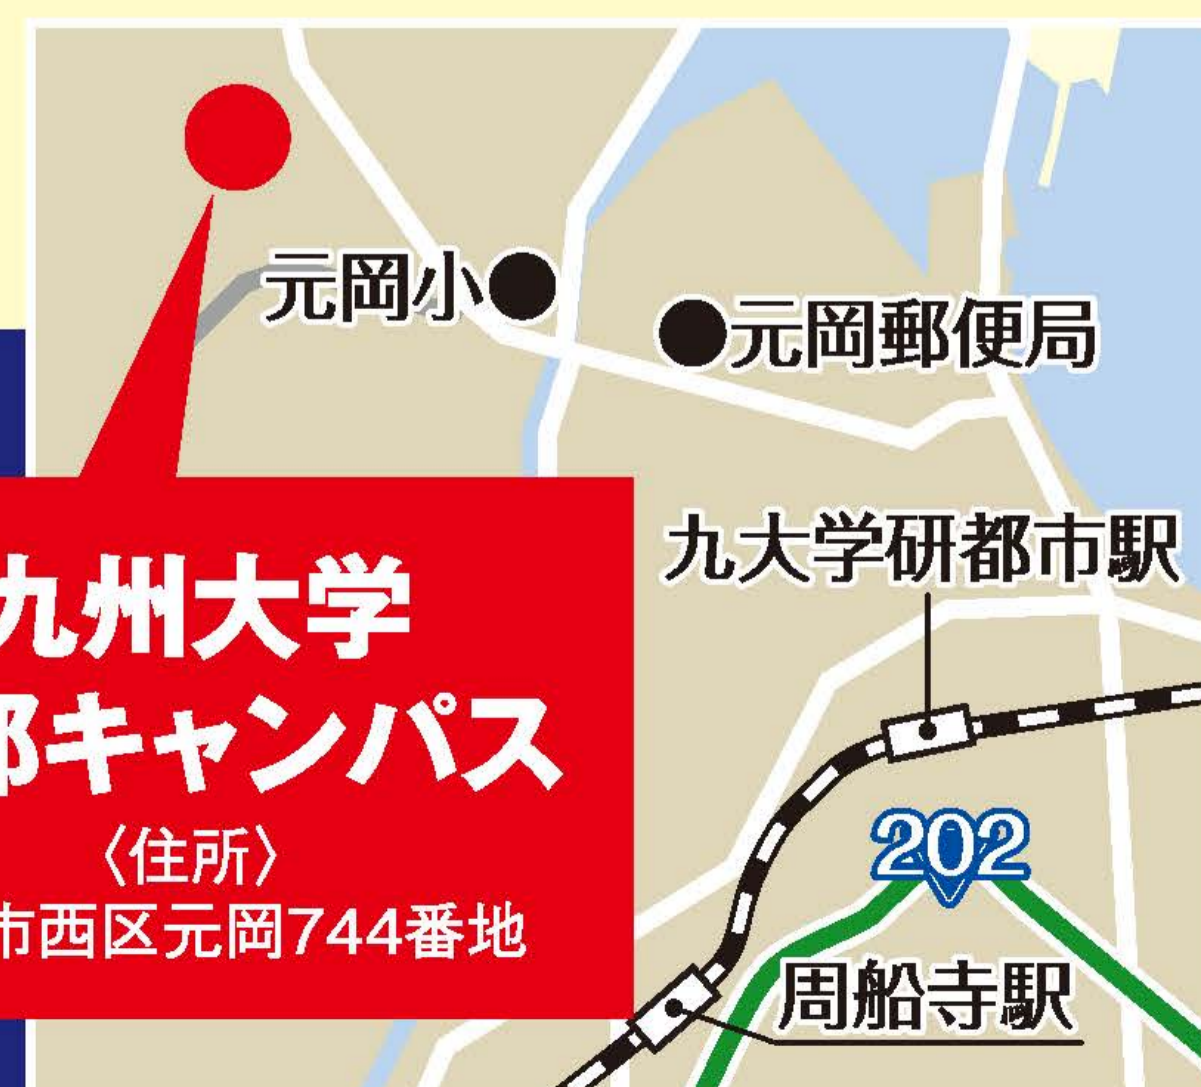 元岡小
元岡郵便局
九大学研都市駅
九州大学
都キャンパス
〈住所〉
市西区元岡744番地
202
周船寺駅